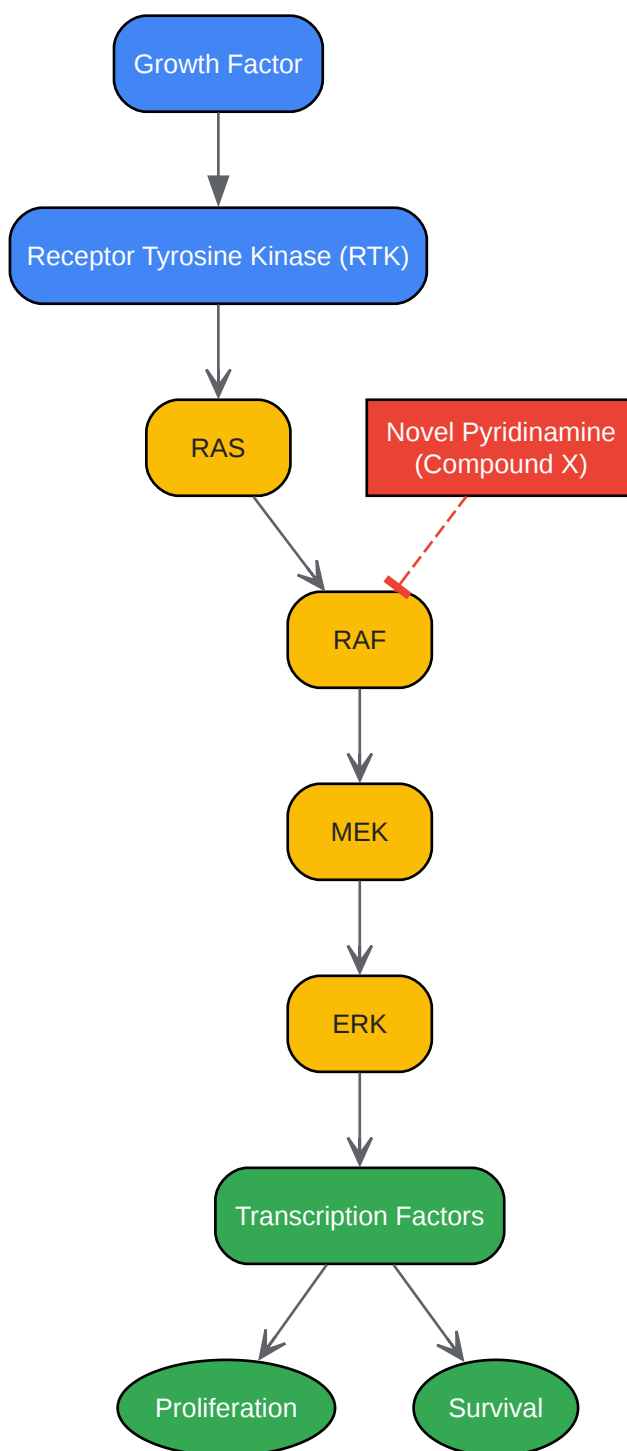 Growth Factor
Receptor Tyrosine Kinase (RTK)
RAS
Novel Pyridinamine
(Compound X)
RAF
MEK
ERK
Transcription Factors
Proliferation
Survival